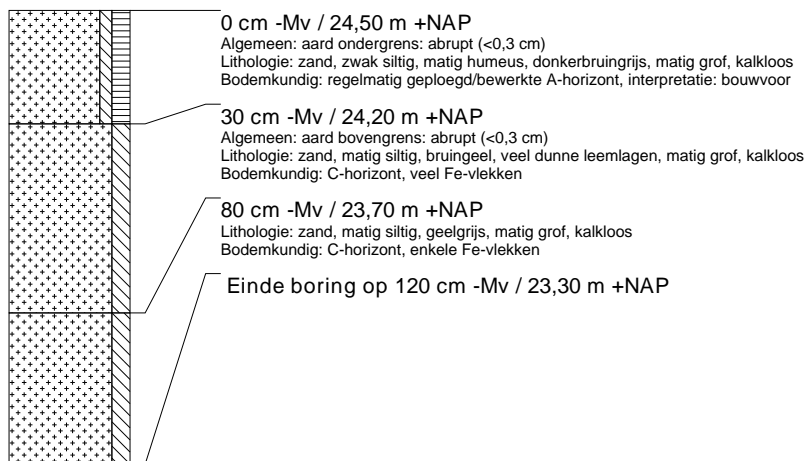 0 cm -Mv / 24,50 m +NAP
Algemeen: aard ondergrens: abrupt (<0,3 cm)
Lithologie: zand, zwak siltig, matig humeus, donkerbruingrijs, matig grof, kalkloos
Bodemkundig: regelmatig geploegd/bewerkte A-horizont, interpretatie: bouwvoor
30 cm -Mv / 24,20 m +NAP
Algemeen: aard bovengrens: abrupt (<0,3 cm)
Lithologie: zand, matig siltig, bruingeel, veel dunne leemlagen, matig grof, kalkloos
Bodemkundig: C-horizont, veel Fe-vlekken
80 cm -Mv / 23,70 m +NAP
Lithologie: zand, matig siltig, geelgrijs, matig grof, kalkloos
Bodemkundig: C-horizont, enkele Fe-vlekken
Einde boring op 120 cm -Mv / 23,30 m +NAP